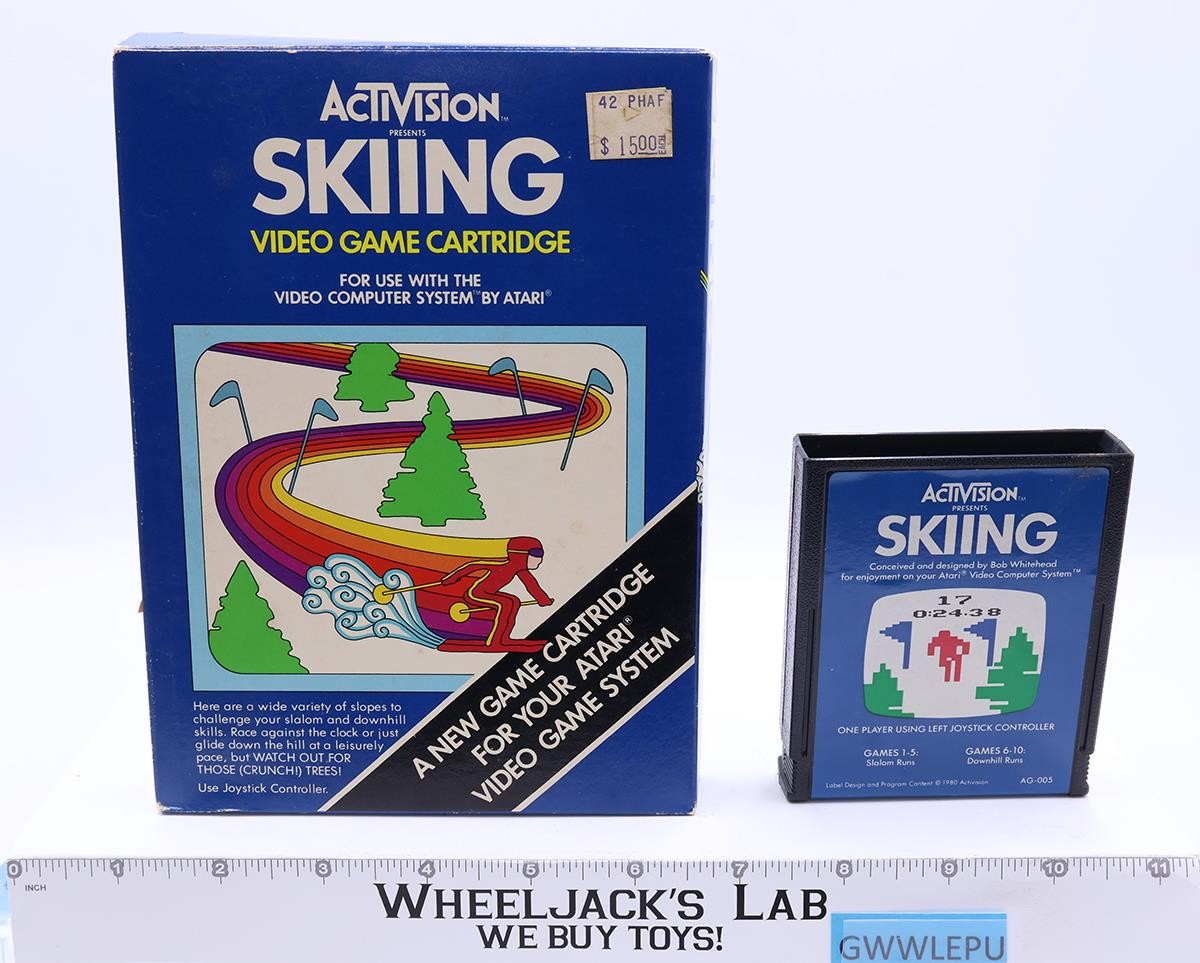 ACTIVISION™
PRESENTS
SKIING
VIDEO GAME CARTRIDGE
FOR USE WITH THE
VIDEO COMPUTER SYSTEM™ BY ATARI®
42 PHAF
$ 1500 EACH
Here are a wide variety of slopes to
challenge your slalom and downhill
skills. Race against the clock or just
glide down the hill at a leisurely
pace, but WATCH OUT FOR
THOSE (CRUNCH!) TREES!
Use Joystick Controller.
A NEW GAME CARTRIDGE
FOR YOUR ATARI®
VIDEO GAME SYSTEM
ACTIVISION™
PRESENTS
SKIING
Conceived and designed by Bob Whitehead
for enjoyment on your Atari® Video Computer System™
17
0:24.38
ONE PLAYER USING LEFT JOYSTICK CONTROLLER
GAMES 1-5:
Slalom Runs
GAMES 6-10:
Downhill Runs
Label Design and Program Content © 1980 Activision
AG-005
0 1 2 3 4 5 6 7 8 9 10 11
INCH
WHEELJACK'S LAB
WE BUY TOYS!
GWWLEPU